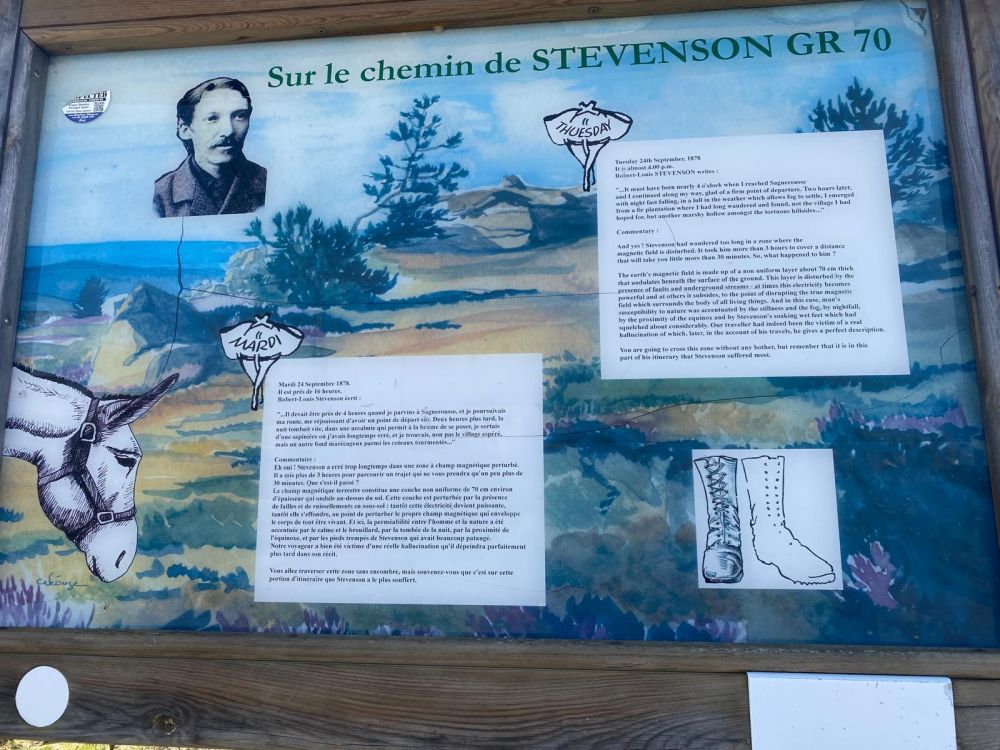 Sur le chemin de STEVENSON GR 70
"THUESDAY
Tuesday 24th September, 1878
It is almost 4.00 p.m.
Robert-Louis STEVENSON writes :
"...It must have been nearly 4 o'clock when I reached Sagnerousse
and I continued along my way, glad of a firm point of departure. Two hours later,
with night fast falling, in a lull in the weather which allows fog to settle, I emerged
from a fir plantation where I had long wandered and found, not the village I had
hoped for, but another marshy hollow amongst the tortuous hillsides..."
Commentary :
And yes ! Stevenson had wandered too long in a zone where the
magnetic field is disturbed. It took him more than 3 hours to cover a distance
that will take you little more than 30 minutes. So, what happened to him ?
The earth's magnetic field is made up of a non uniform layer about 70 cm thick
that undulates beneath the surface of the ground. This layer is disturbed by the
presence of faults and underground streams - at times this electricity becomes
powerful and at others it subsides, to the point of disrupting the true magnetic
field which surrounds the body of all living things. And in this case, man's
susceptibility to nature was accentuated by the stillness and the fog, by nightfall,
by the proximity of the equinox and by Stevenson's soaking wet feet which had
squelched about considerably. Our traveller had indeed been the victim of a real
hallucination of which, later, in the account of his travels, he gives a perfect description.
You are going to cross this zone without any bother, but remember that it is in this
part of his itinerary that Stevenson suffered most.
"MARDI
Mardi 24 Septembre 1878.
Il est près de 16 heures.
Robert-Louis Stevenson écrit :
"...Il devait être près de 4 heures quand je parvins à Sagnerousse, et je poursuivais
ma route, me réjouissant d'avoir un point de départ sûr. Deux heures plus tard, la
nuit tombait vite, dans une accalmie qui permit à la brume de se poser, je sortais
d'une sapinière où j'avais longtemps erré, et je trouvais, non pas le village espéré,
mais un autre fond marécageux parmi les coteaux tourmentés..."
Commentaire :
Eh oui ! Stevenson a erré trop longtemps dans une zone à champ magnétique perturbé.
Il a mis plus de 3 heures pour parcourir un trajet qui ne vous prendra qu'un peu plus de
30 minutes. Que s'est-il passé ?
Le champ magnétique terrestre constitue une couche non uniforme de 70 cm environ
d'épaisseur qui ondule au-dessus du sol. Cette couche est perturbée par la présence
de failles et de ruissellements en sous-sol : tantôt cette électricité devient puissante,
tantôt elle s'effondre, au point de perturber le propre champ magnétique qui enveloppe
le corps de tout être vivant. Et ici, la perméabilité entre l'homme et la nature a été
accentuée par le calme et le brouillard, par la tombée de la nuit, par la proximité de
l'équinoxe, et par les pieds trempés de Stevenson qui avait beaucoup pataugé.
Notre voyageur a bien été victime d'une réelle hallucination qu'il dépeindra parfaitement
plus tard dans son récit.
Vous allez traverser cette zone sans encombre, mais souvenez-vous que c'est sur cette
portion d'itineraire que Stevenson a le plus souffert.